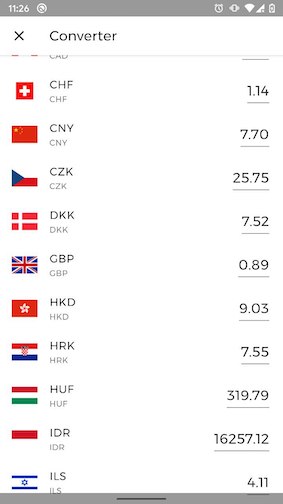 11:26
Converter
CAD
CHF
CHF
1.14
CNY
CNY
7.70
CZK
CZK
25.75
DKK
DKK
7.52
GBP
GBP
0.89
HKD
HKD
9.03
HRK
HRK
7.55
HUF
HUF
319.79
IDR
IDR
16257.12
ILS
ILS
4.11